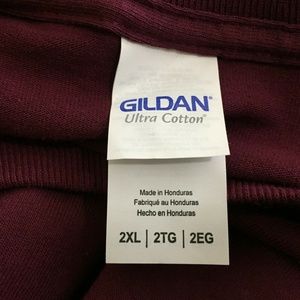 GILDAN®
Ultra Cotton®
Made in Honduras
Fabriqué au Honduras
Hecho en Honduras
2XL | 2TG | 2EG